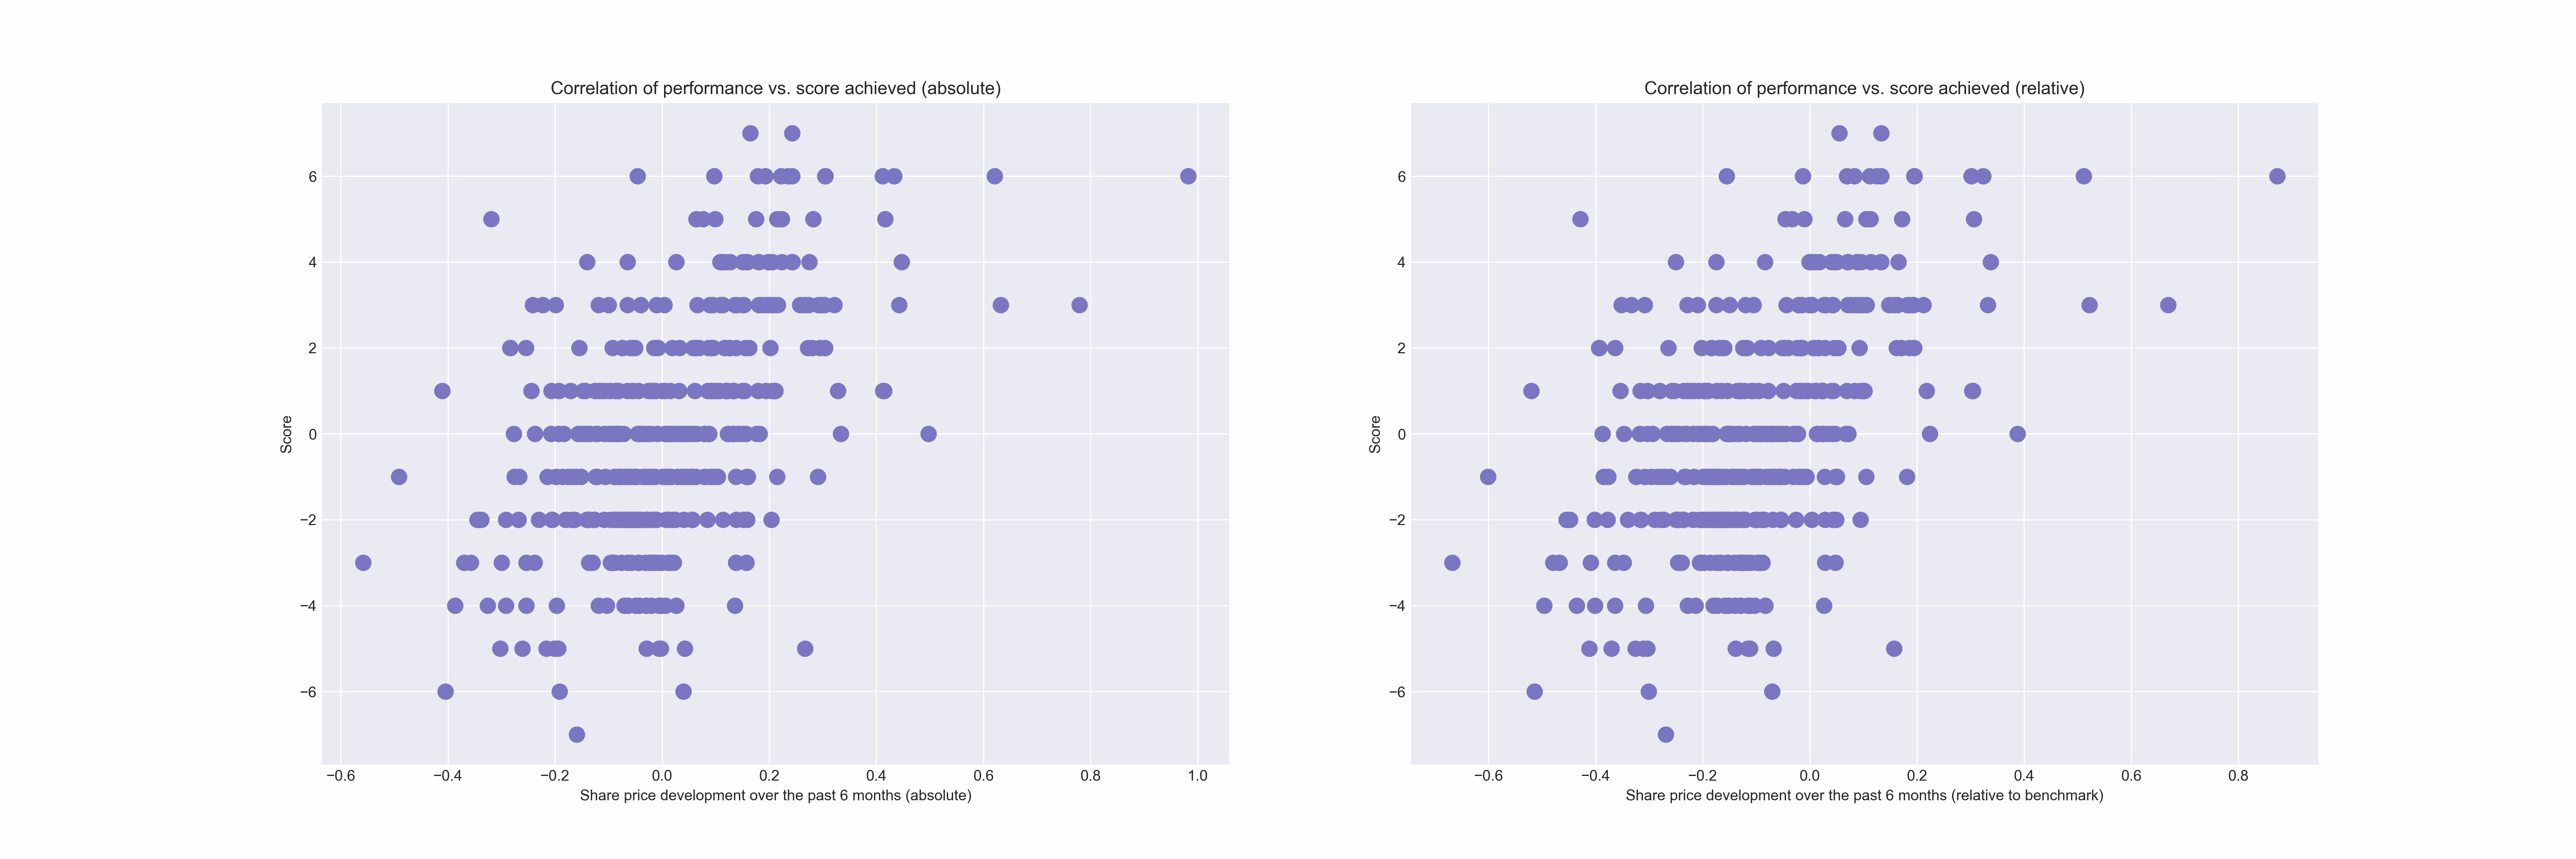 Correlation of performance vs. score achieved (absolute)
6
4
2
0
−2
−4
−6
Score
−0.6 −0.4 −0.2 0.0 0.2 0.4 0.6 0.8 1.0
Share price development over the past 6 months (absolute)
Correlation of performance vs. score achieved (relative)
6
4
2
0
−2
−4
−6
Score
−0.6 −0.4 −0.2 0.0 0.2 0.4 0.6 0.8
Share price development over the past 6 months (relative to benchmark)